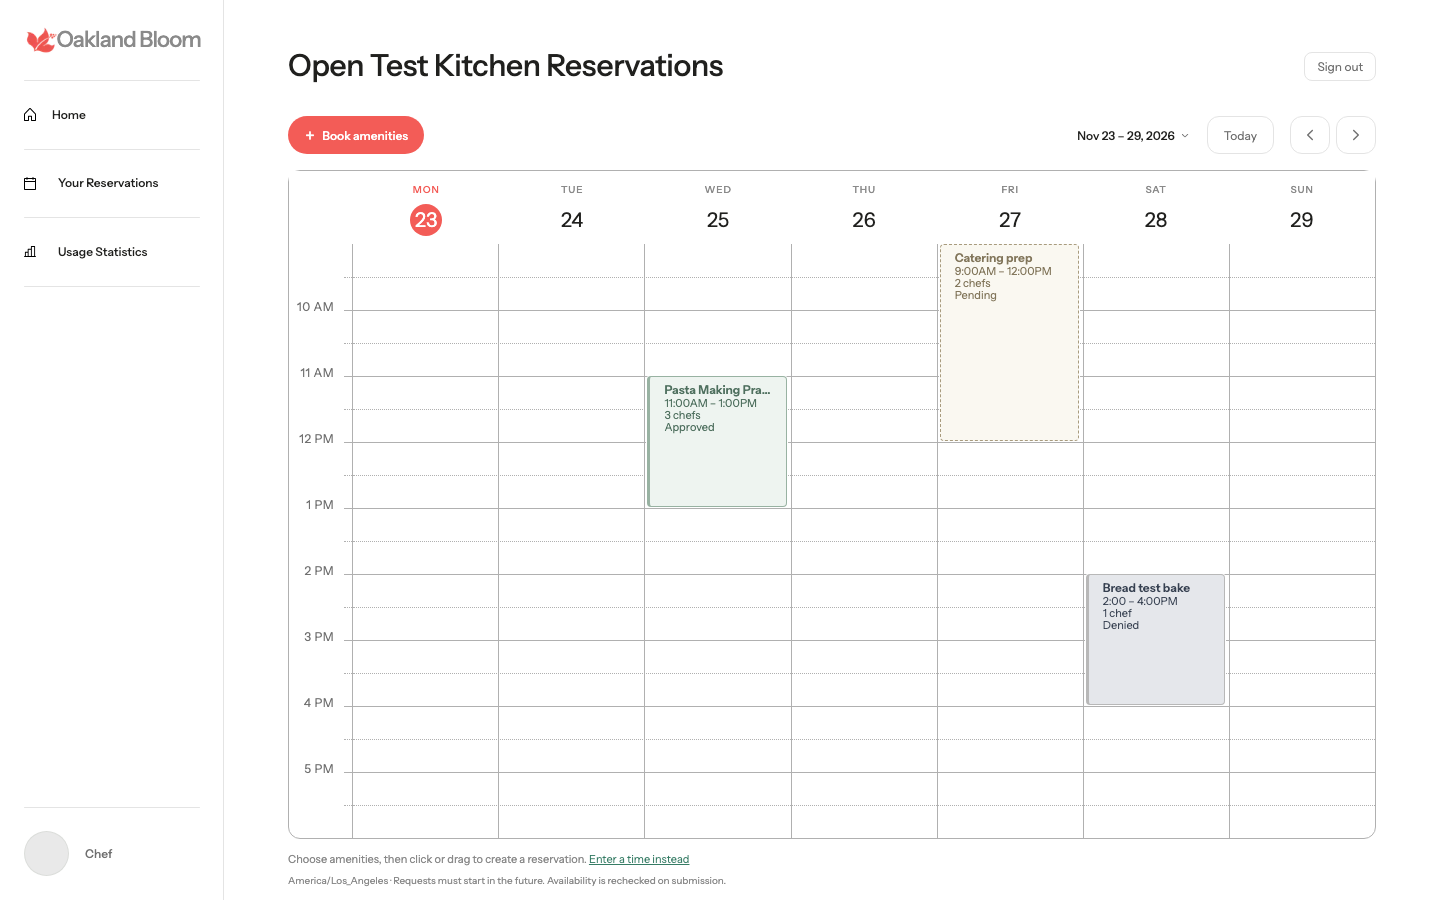 Oakland Bloom
Home
Your Reservations
Usage Statistics
Chef
Open Test Kitchen Reservations
Sign out
+ Book amenities
Nov 23 – 29, 2026
Today
MON TUE WED THU FRI SAT SUN
23 24 25 26 27 28 29
10 AM
11 AM
12 PM
1 PM
2 PM
3 PM
4 PM
5 PM
Pasta Making Pra...
11:00AM – 1:00PM
3 chefs
Approved
Catering prep
9:00AM – 12:00PM
2 chefs
Pending
Bread test bake
2:00 – 4:00PM
1 chef
Denied
Choose amenities, then click or drag to create a reservation. Enter a time instead
America/Los_Angeles · Requests must start in the future. Availability is rechecked on submission.